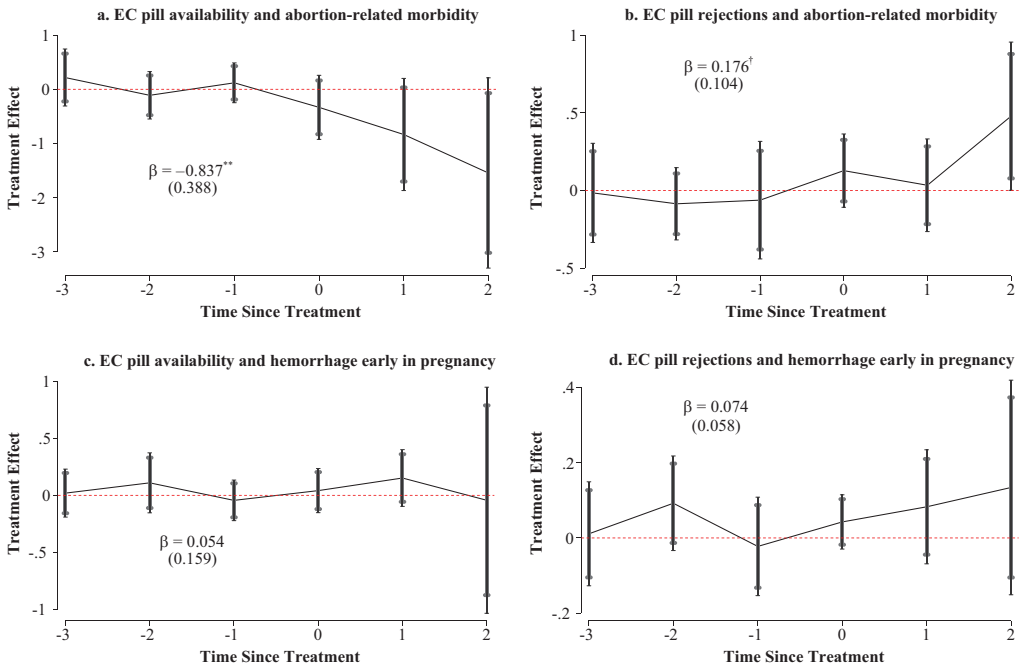 a. EC pill availability and abortion-related morbidity
1
0
-1
-2
-3
Treatment Effect
β = –0.837**
(0.388)
-3 -2 -1 0 1 2
Time Since Treatment
b. EC pill rejections and abortion-related morbidity
1
.5
0
-.5
Treatment Effect
β = 0.176†
(0.104)
-3 -2 -1 0 1 2
Time Since Treatment
c. EC pill availability and hemorrhage early in pregnancy
1
.5
0
-.5
-1
Treatment Effect
β = 0.054
(0.159)
-3 -2 -1 0 1 2
Time Since Treatment
d. EC pill rejections and hemorrhage early in pregnancy
.4
.2
0
-.2
Treatment Effect
β = 0.074
(0.058)
-3 -2 -1 0 1 2
Time Since Treatment